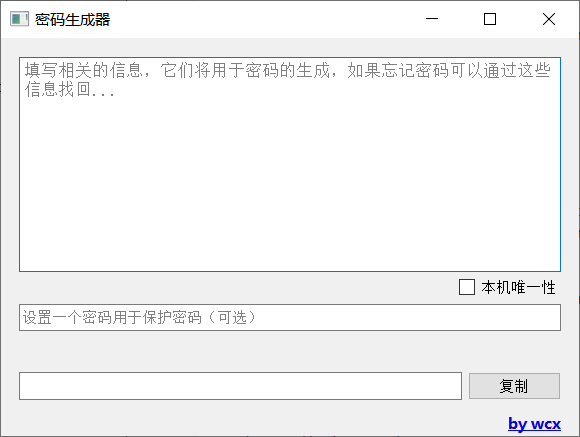 密码生成器
填写相关的信息，它们将用于密码的生成，如果忘记密码可以通过这些
信息找回...
本机唯一性
设置一个密码用于保护密码（可选）
复制
by wcx